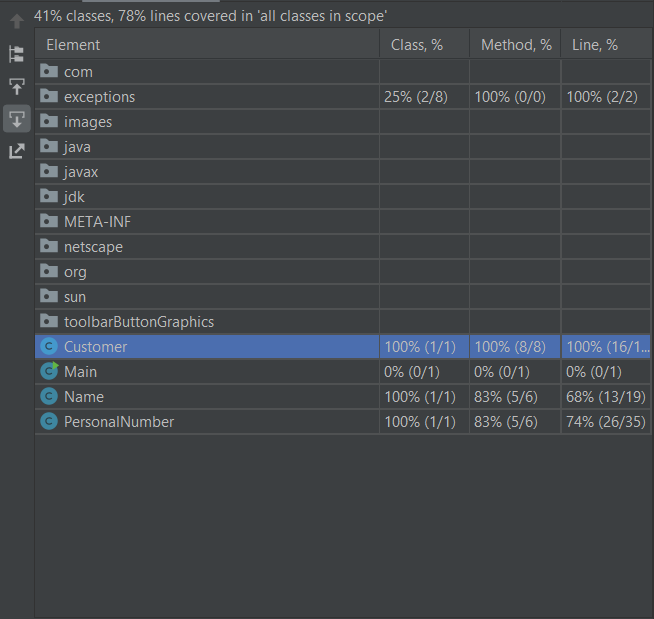 41% classes, 78% lines covered in 'all classes in scope'
Element Class, % Method, % Line, %
com
exceptions 25% (2/8) 100% (0/0) 100% (2/2)
images
java
javax
jdk
META-INF
netscape
org
sun
toolbarButtonGraphics
Customer 100% (1/1) 100% (8/8) 100% (16/1...
Main 0% (0/1) 0% (0/1) 0% (0/1)
Name 100% (1/1) 83% (5/6) 68% (13/19)
PersonalNumber 100% (1/1) 83% (5/6) 74% (26/35)